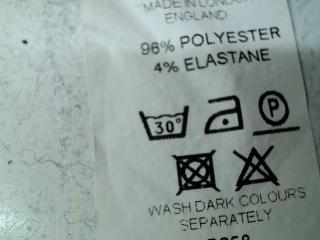 MADE IN LONDON
ENGLAND
96% POLYESTER
4% ELASTANE
30°
P
WASH DARK COLOURS
SEPARATELY